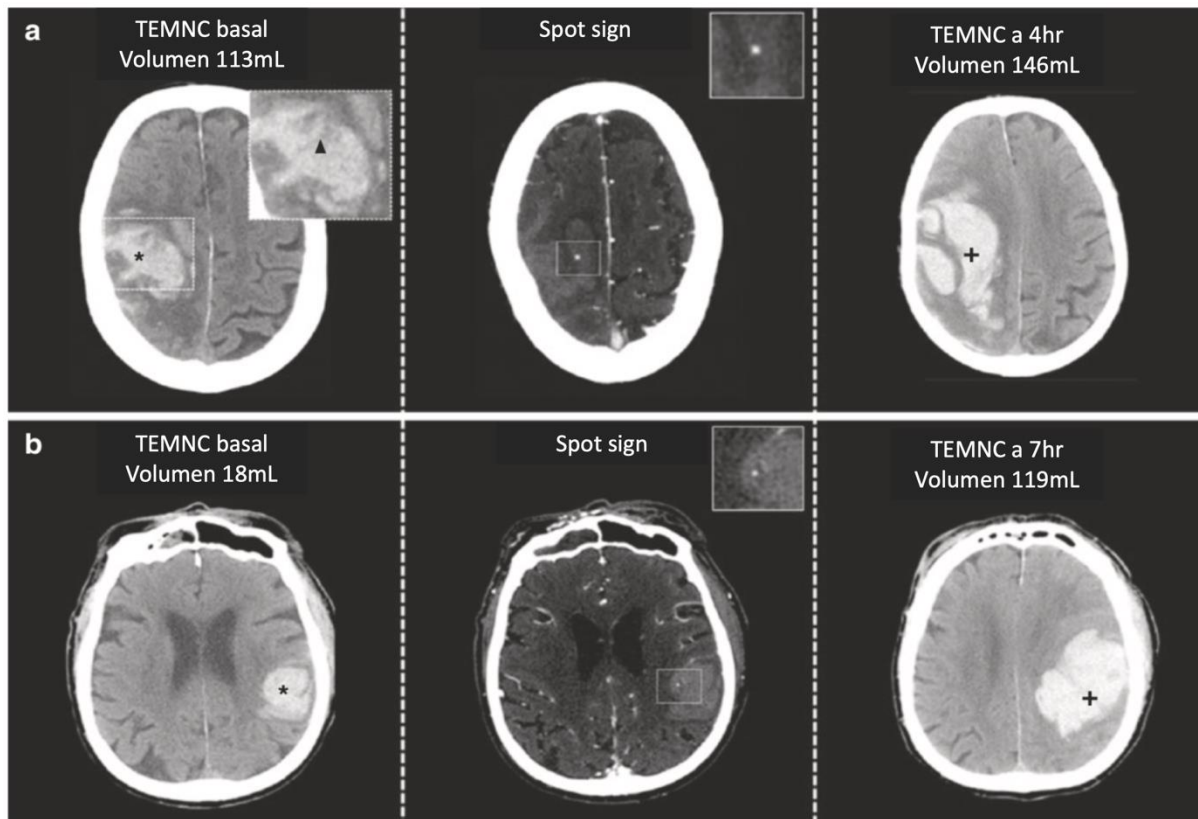 a
TEMNC basal
Volumen 113mL
Spot sign
TEMNC a 4hr
Volumen 146mL
*
+
b
TEMNC basal
Volumen 18mL
Spot sign
TEMNC a 7hr
Volumen 119mL
*
+